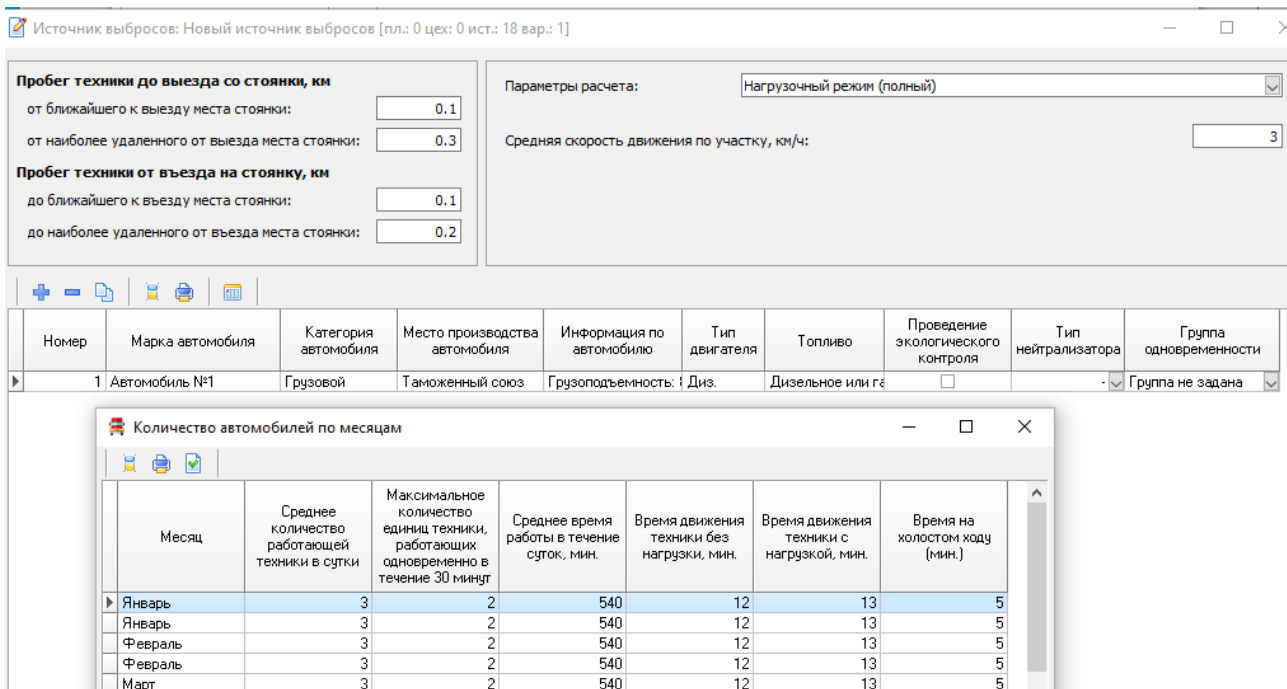 Источник выбросов: Новый источник выбросов [пл.: 0 цех: 0 ист.: 18 вар.: 1]
Пробег техники до выезда со стоянки, км
от ближайшего к выезду места стоянки: 0.1
от наиболее удаленного от выезда места стоянки: 0.3
Пробег техники от въезда на стоянку, км
до ближайшего к въезду места стоянки: 0.1
до наиболее удаленного от въезда места стоянки: 0.2
Параметры расчета: Нагрузочный режим (полный)
Средняя скорость движения по участку, км/ч: 3
Номер Марка автомобиля Категория автомобиля Место производства автомобиля Информация по автомобилю Тип двигателя Топливо Проведение экологического контроля Тип нейтрализатора Группа одновременности
1 Автомобиль №1 Грузовой Таможенный союз Грузоподъемность: Диз. Дизельное или га - Группа не задана
Количество автомобилей по месяцам
Месяц Среднее количество работающей техники в сутки Максимальное количество единиц техники, работающих одновременно в течение 30 минут Среднее время работы в течение суток, мин. Время движения техники без нагрузки, мин. Время движения техники с нагрузкой, мин. Время на холостом ходу (мин.)
Январь 3 2 540 12 13 5
Январь 3 2 540 12 13 5
Февраль 3 2 540 12 13 5
Февраль 3 2 540 12 13 5
Март 3 2 540 12 13 5